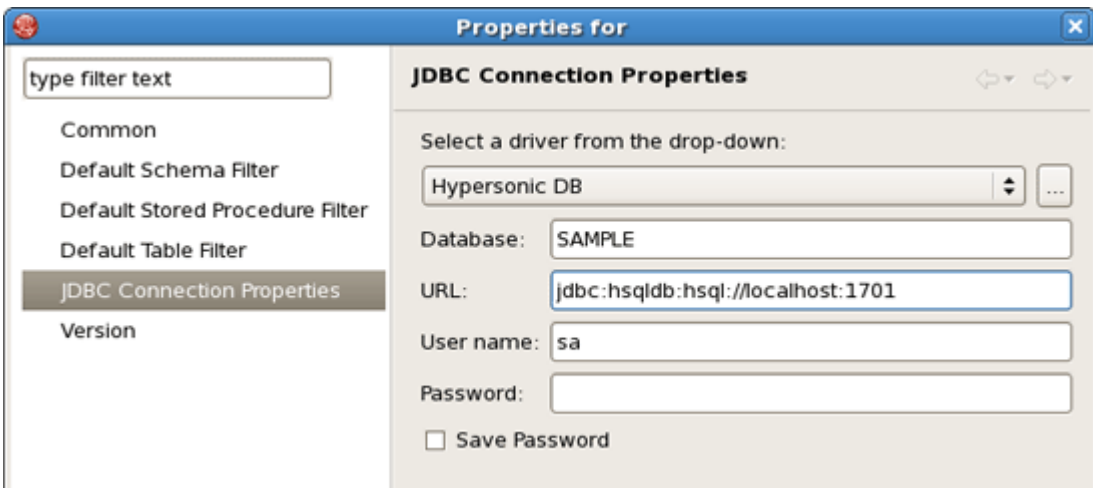 Properties for
type filter text
Common
Default Schema Filter
Default Stored Procedure Filter
Default Table Filter
JDBC Connection Properties
Version
JDBC Connection Properties
Select a driver from the drop-down:
Hypersonic DB
...
Database: SAMPLE
URL: jdbc:hsqldb:hsql://localhost:1701
User name: sa
Password:
Save Password